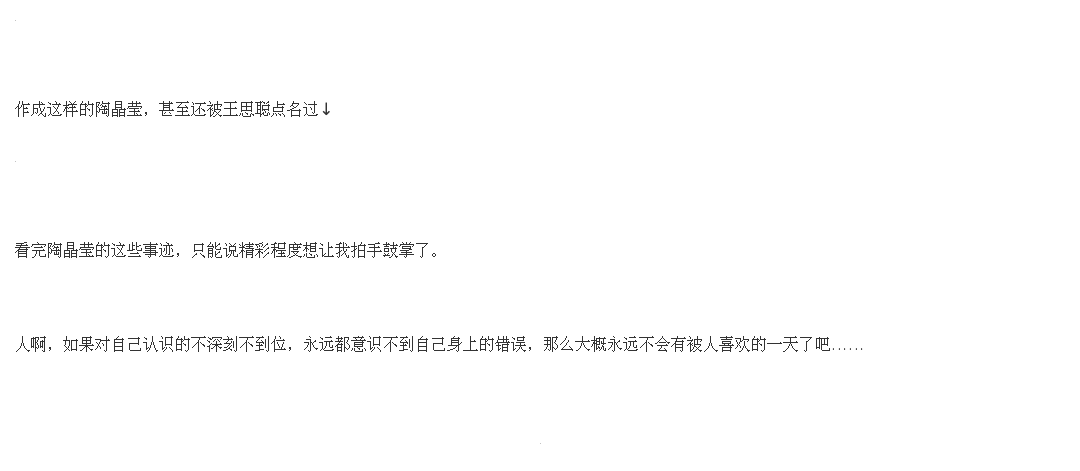 作成这样的陶晶莹，甚至还被王思聪点名过↓
看完陶晶莹的这些事迹，只能说精彩程度想让我拍手鼓掌了。
人啊，如果对自己认识的不深刻不到位，永远都意识不到自己身上的错误，那么大概永远不会有被人喜欢的一天了吧……